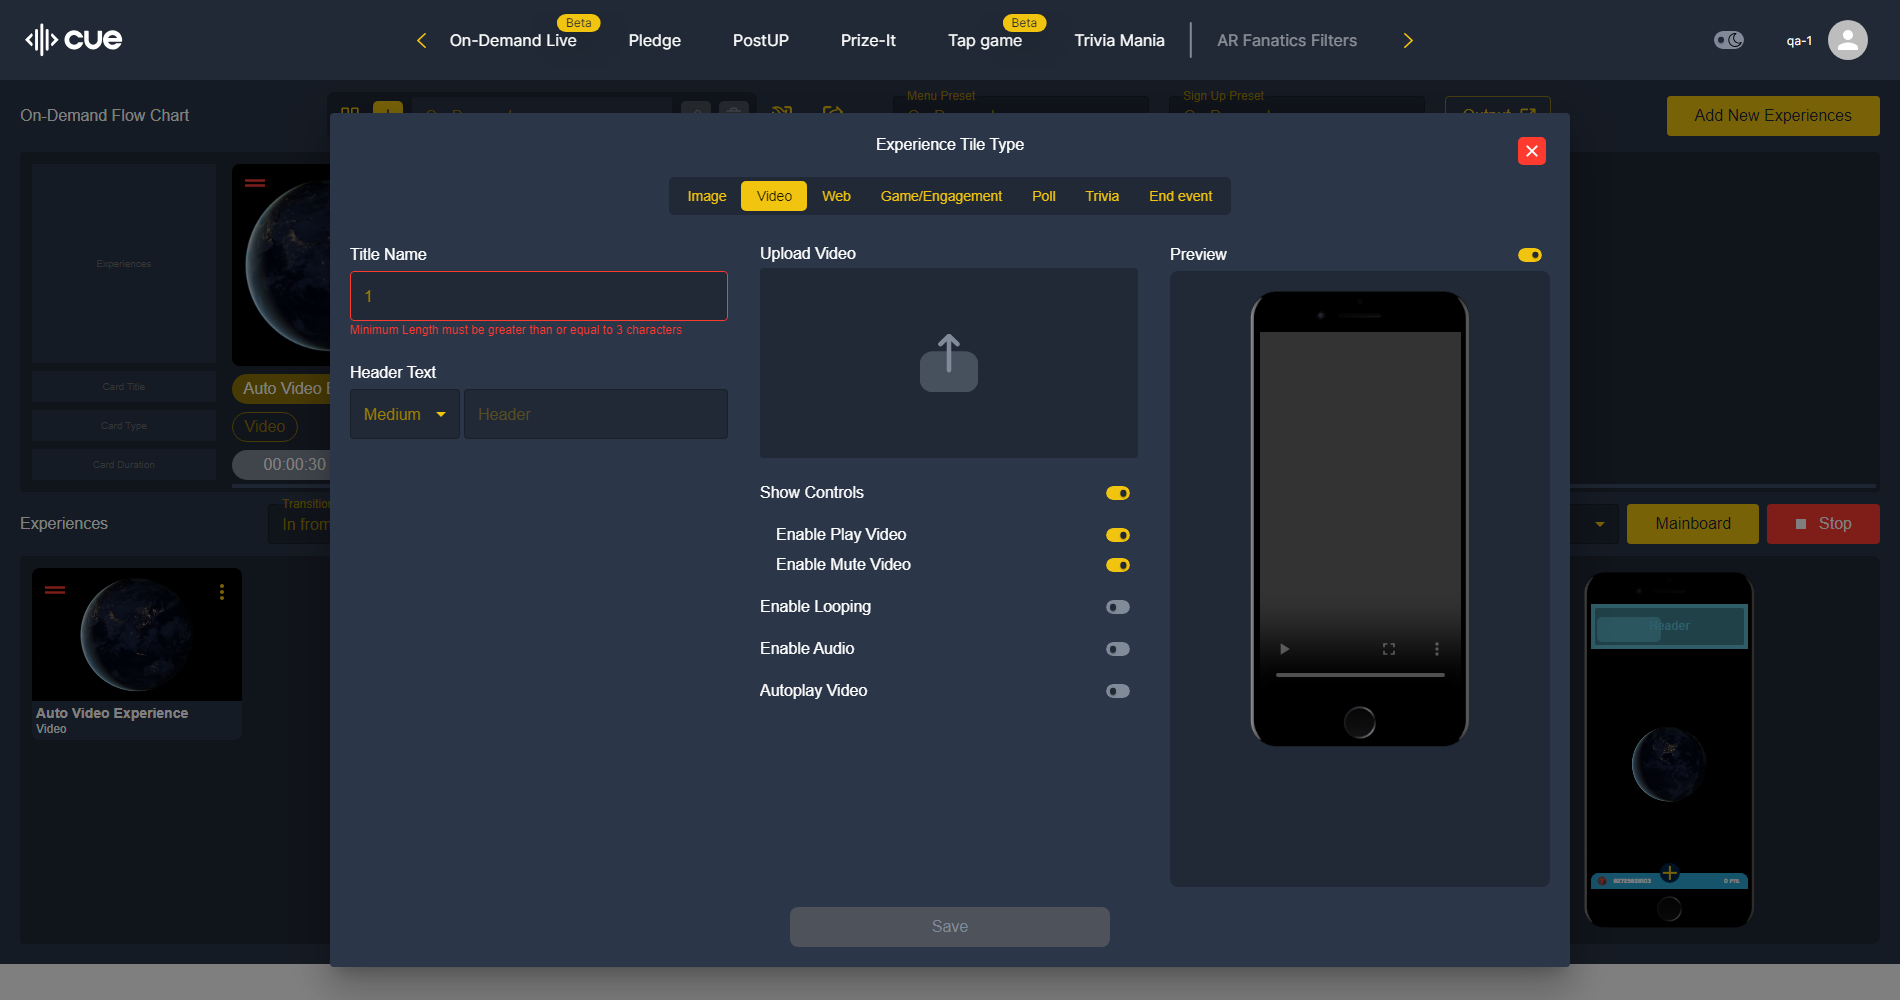 cue
On-Demand Live
Beta
Pledge
PostUP
Prize-It
Tap game
Beta
Trivia Mania
AR Fanatics Filters
qa-1
On-Demand Flow Chart
Menu Preset
Sign Up Preset
Output
Add New Experiences
Experience Tile Type
Image
Video
Web
Game/Engagement
Poll
Trivia
End event
Experiences
Card Title
Card Type
Card Duration
Auto Video E
Video
00:00:30
Title Name
1
Minimum Length must be greater than or equal to 3 characters
Header Text
Medium
Header
Upload Video
Show Controls
Enable Play Video
Enable Mute Video
Enable Looping
Enable Audio
Autoplay Video
Preview
Save
Experiences
Transition
In from
Mainboard
Stop
Auto Video Experience
Video
Header
0 PTS.